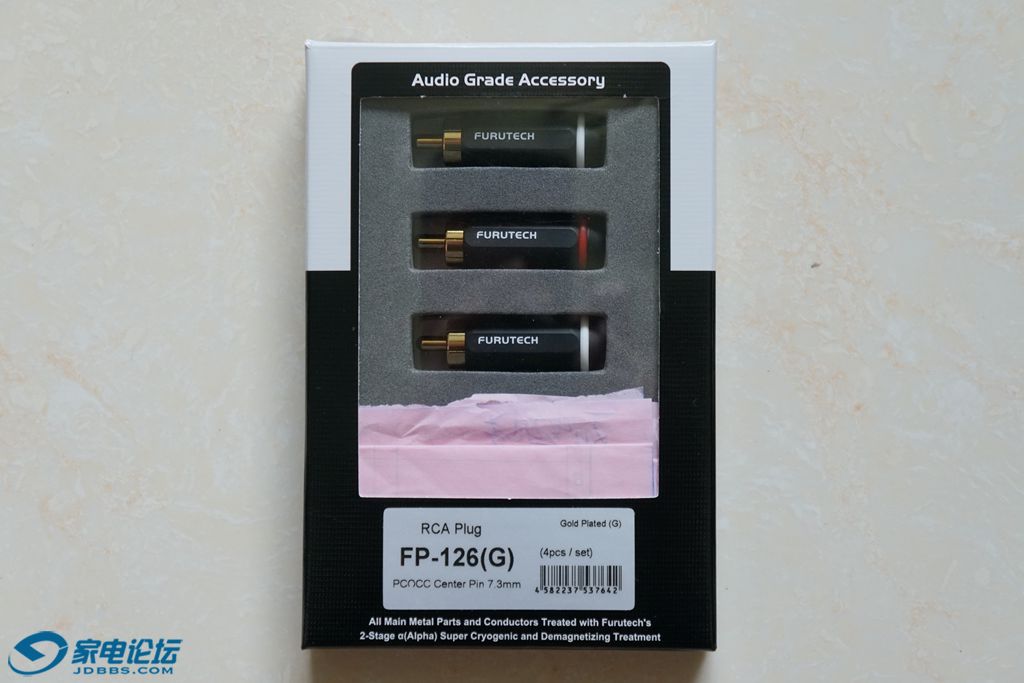 Audio Grade Accessory
FURUTECH
FURUTECH
FURUTECH
RCA Plug
Gold Plated (G)
FP-126(G)
(4pcs / set)
PCOCC Center Pin 7.3mm
4 582237 537642
All Main Metal Parts and Conductors Treated with Furutech's
2-Stage α(Alpha) Super Cryogenic and Demagnetizing Treatment
家电论坛
JDBBS.COM